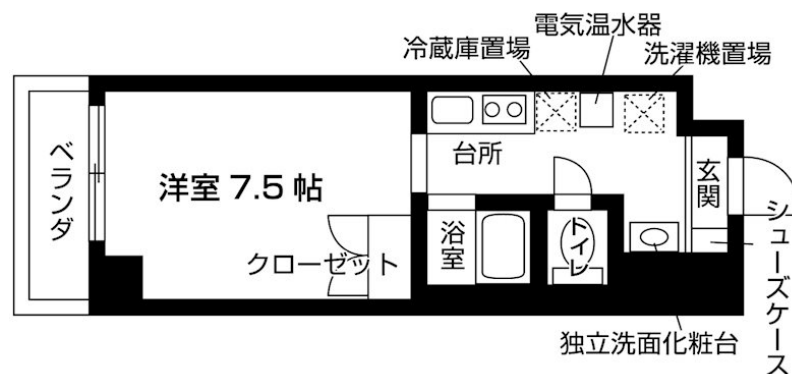 電気温水器
冷蔵庫置場
洗濯機置場
ベランダ
洋室 7.5 帖
台所
玄関
クローゼット
浴室
トイレ
シューズケース
独立洗面化粧台